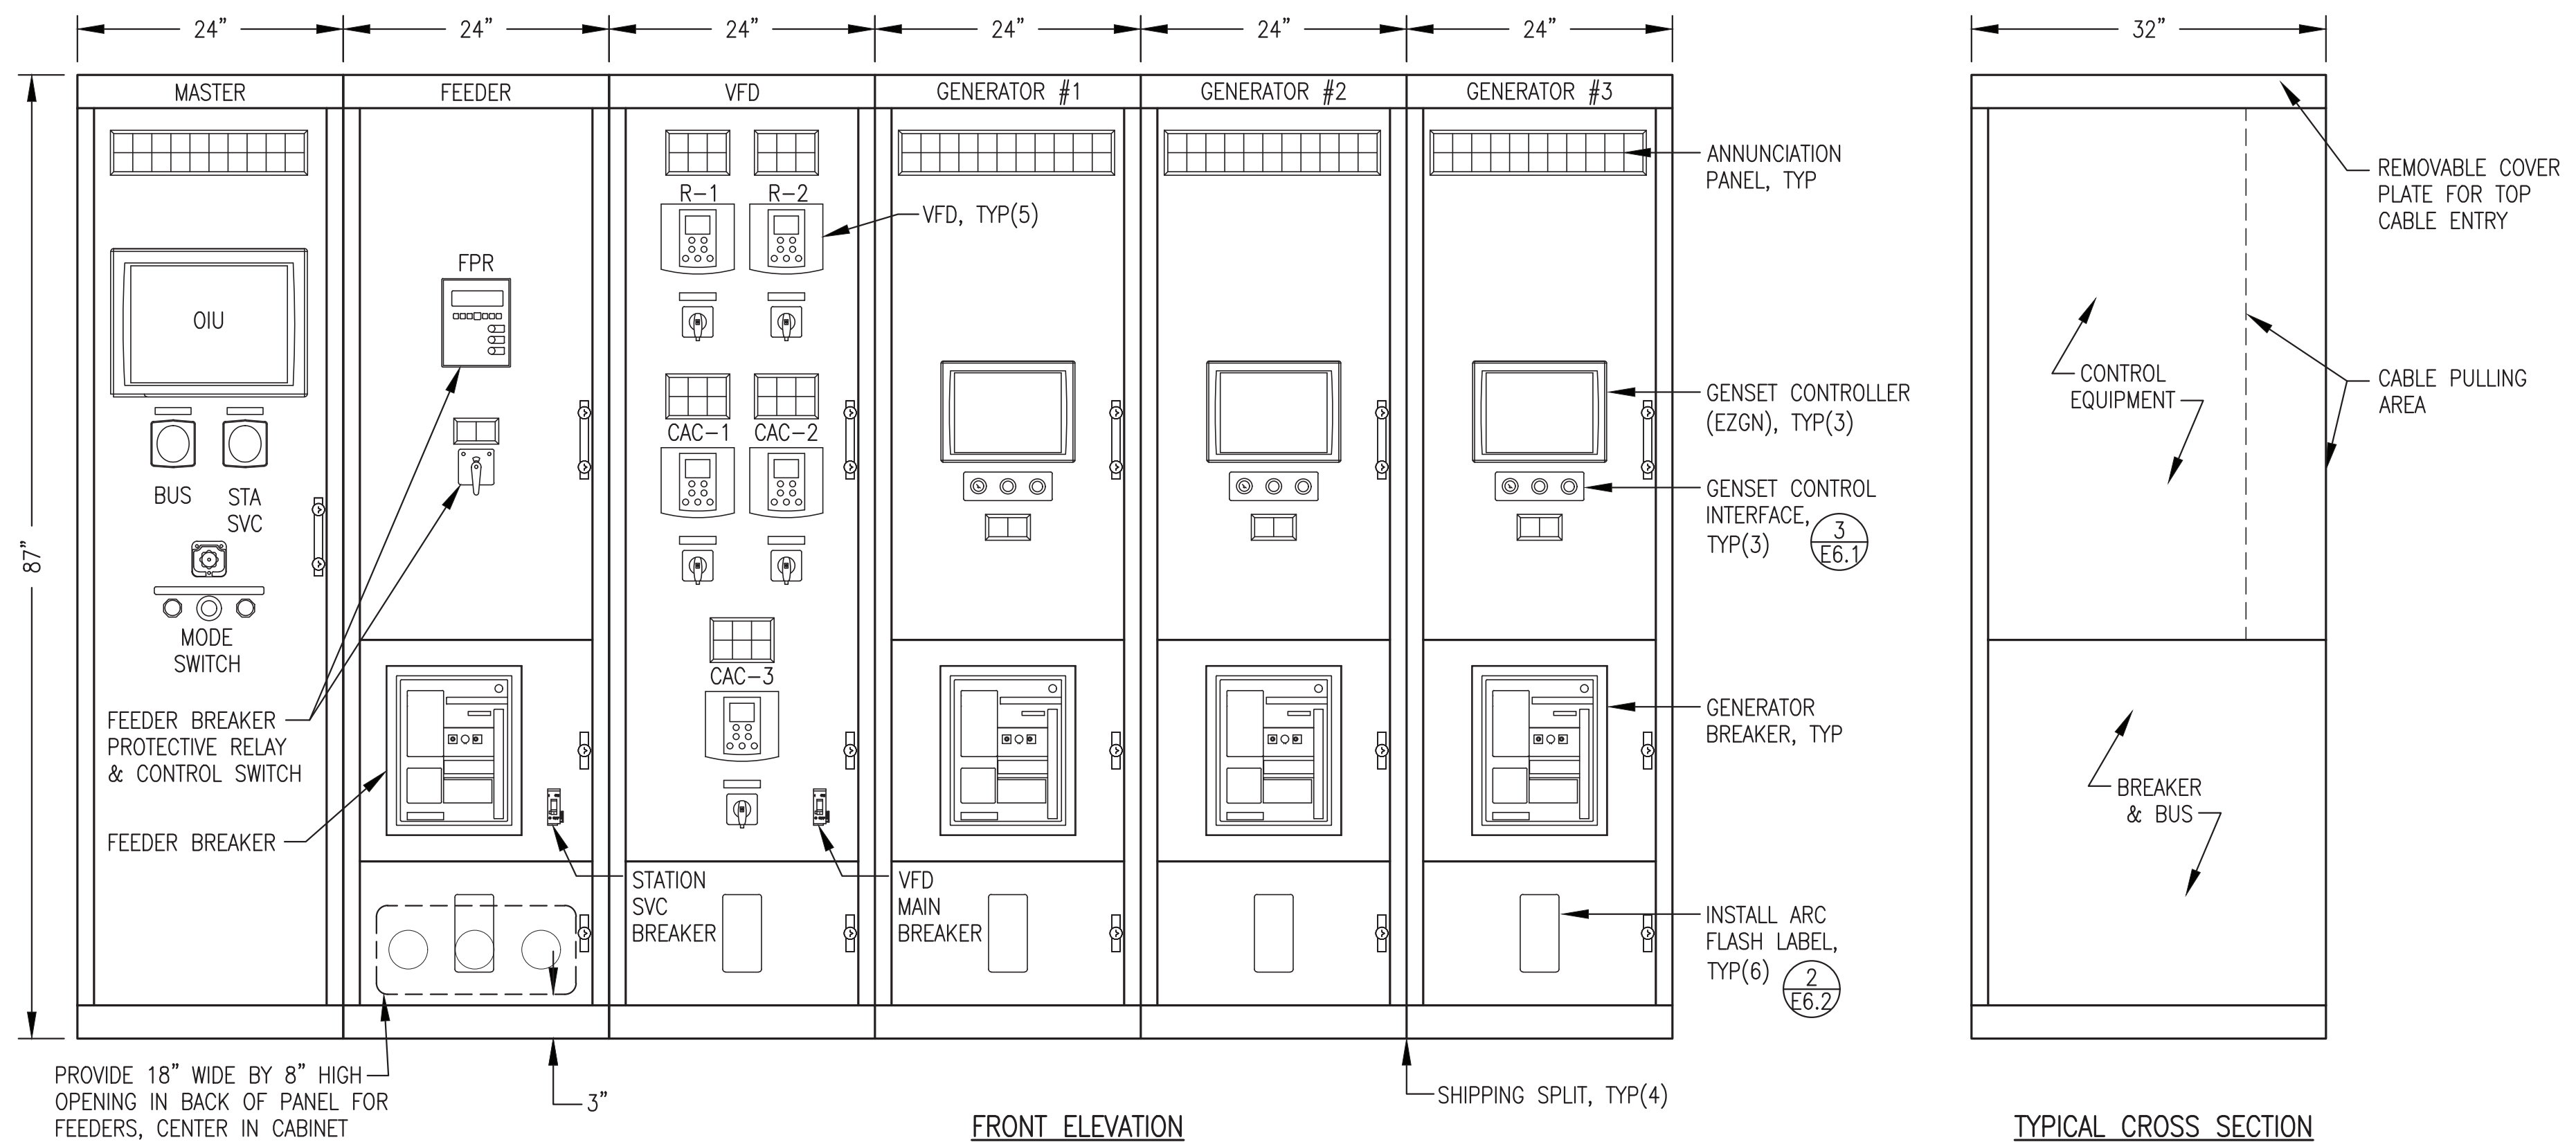 24” 24” 24” 24” 24” 24” 32”
MASTER FEEDER VFD GENERATOR #1 GENERATOR #2 GENERATOR #3
ANNUNCIATION
PANEL, TYP
REMOVABLE COVER
PLATE FOR TOP
CABLE ENTRY
R-1 R-2
VFD, TYP(5)
FPR
OIU
CONTROL
EQUIPMENT
CABLE PULLING
AREA
GENSET CONTROLLER
(EZGN), TYP(3)
CAC-1 CAC-2
BUS
STA
SVC
GENSET CONTROL
INTERFACE,
TYP(3)
3
E6.1
87”
MODE
SWITCH
CAC-3
FEEDER BREAKER
PROTECTIVE RELAY
& CONTROL SWITCH
GENERATOR
BREAKER, TYP
BREAKER
& BUS
FEEDER BREAKER
STATION
SVC
BREAKER
VFD
MAIN
BREAKER
INSTALL ARC
FLASH LABEL,
TYP(6)
2
E6.2
PROVIDE 18” WIDE BY 8” HIGH
OPENING IN BACK OF PANEL FOR
FEEDERS, CENTER IN CABINET
3”
SHIPPING SPLIT, TYP(4)
FRONT ELEVATION
TYPICAL CROSS SECTION